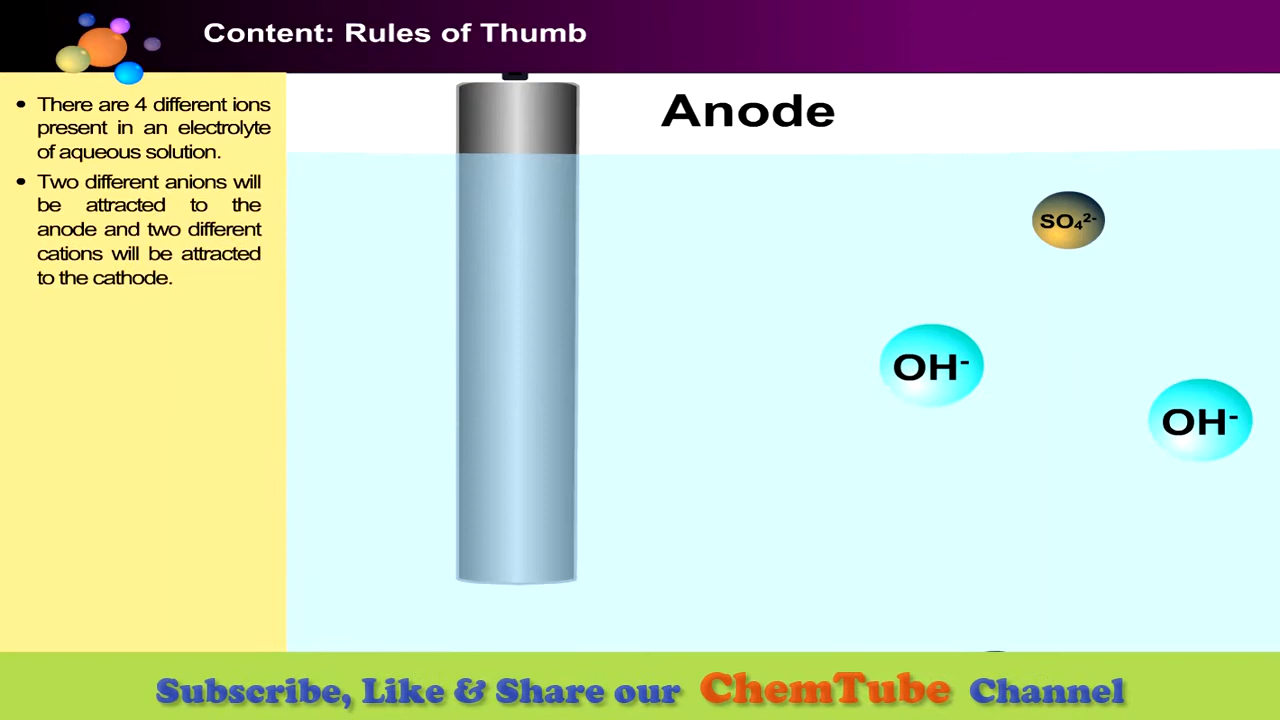 Content: Rules of Thumb
• There are 4 different ions
present in an electrolyte
of aqueous solution.
• Two different anions will
be attracted to the
anode and two different
cations will be attracted
to the cathode.
Anode
SO₄²⁻
OH⁻
OH⁻
Subscribe, Like & Share our ChemTube Channel